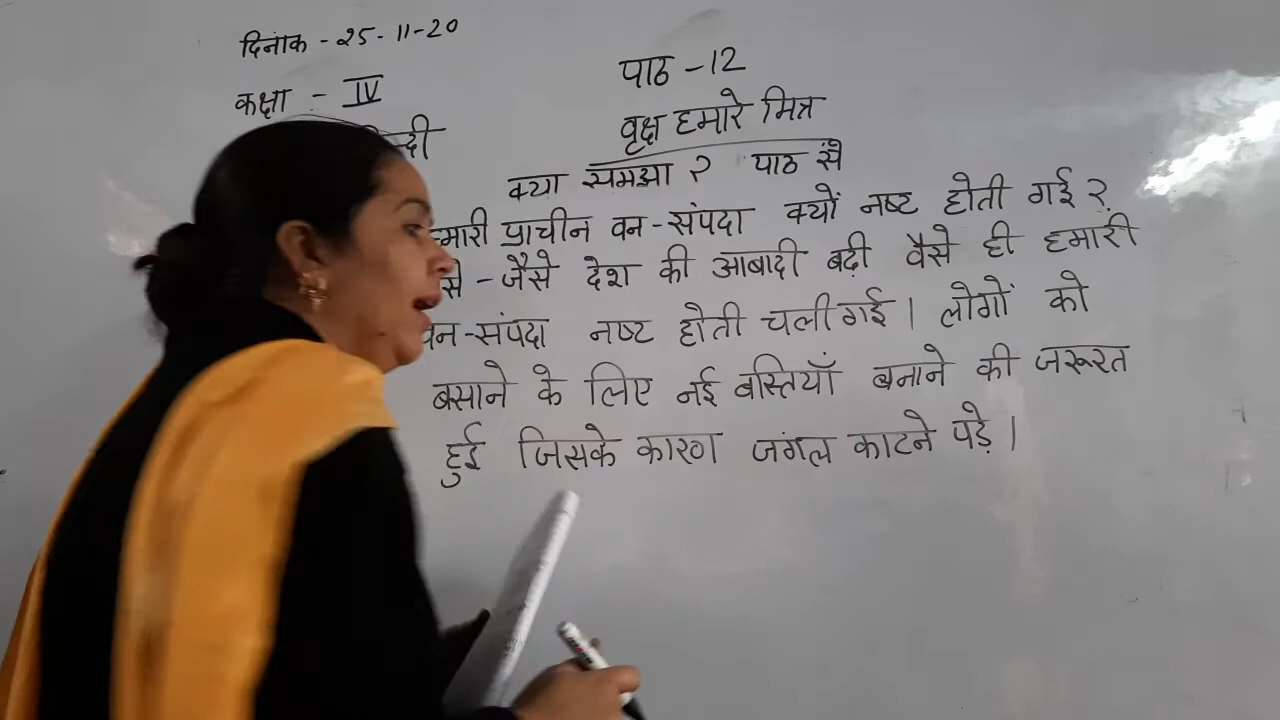 दिनाक - 25-11-20
पाठ - 12
कक्षा - IV
वृक्ष हमारे मित्र
क्या समझा ? पाठ से
प्राचीन वन-संपदा क्यों नष्ट होती गई ?
- जैसे देश की आबादी बढ़ी वैसे ही हमारी
वन-संपदा नष्ट होती चली गई । लोगों को
बसाने के लिए नई बस्तियाँ बनाने की जरूरत
हुई जिसके कारण जंगल काटने पड़े ।